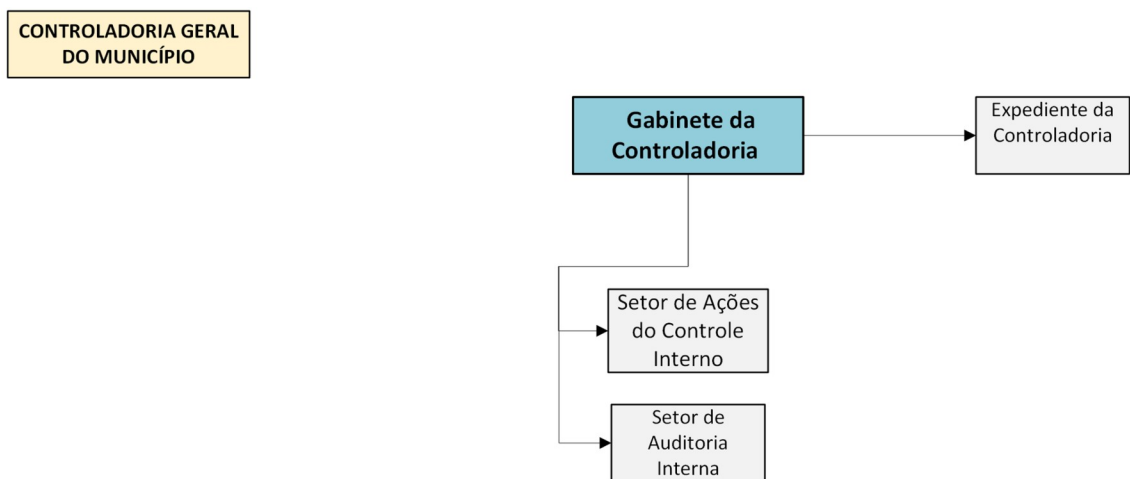 CONTROLADORIA GERAL
DO MUNICÍPIO
Gabinete da
Controladoria
Expediente da
Controladoria
Setor de Ações
do Controle
Interno
Setor de
Auditoria
Interna